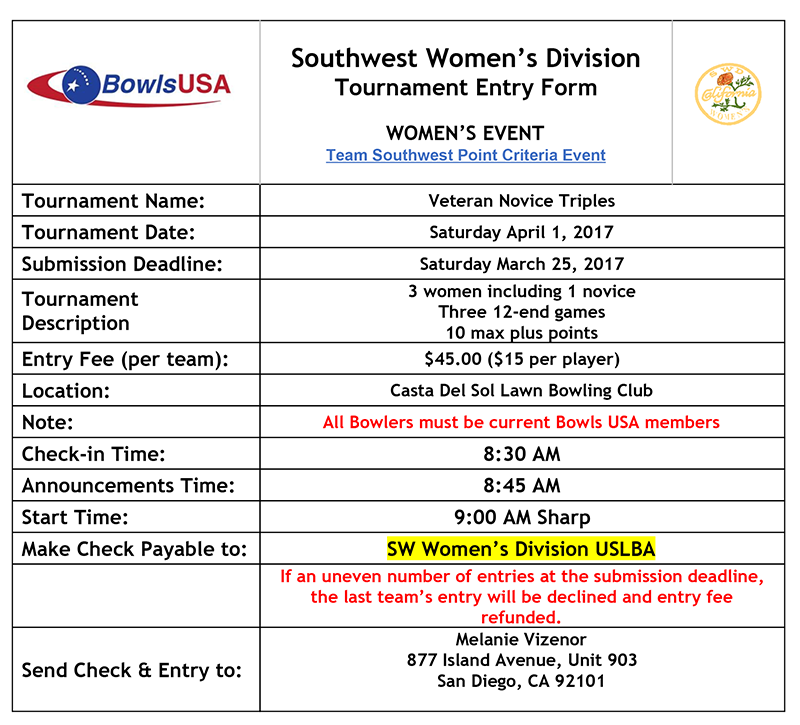 BowlsUSA
Southwest Women's Division
Tournament Entry Form
WOMEN'S EVENT
Team Southwest Point Criteria Event
SWD
California
WOMEN'S
Tournament Name:
Veteran Novice Triples
Tournament Date:
Saturday April 1, 2017
Submission Deadline:
Saturday March 25, 2017
Tournament
Description
3 women including 1 novice
Three 12-end games
10 max plus points
Entry Fee (per team):
$45.00 ($15 per player)
Location:
Casta Del Sol Lawn Bowling Club
Note:
All Bowlers must be current Bowls USA members
Check-in Time:
8:30 AM
Announcements Time:
8:45 AM
Start Time:
9:00 AM Sharp
Make Check Payable to:
SW Women's Division USLBA
If an uneven number of entries at the submission deadline,
the last team's entry will be declined and entry fee
refunded.
Send Check & Entry to:
Melanie Vizenor
877 Island Avenue, Unit 903
San Diego, CA 92101